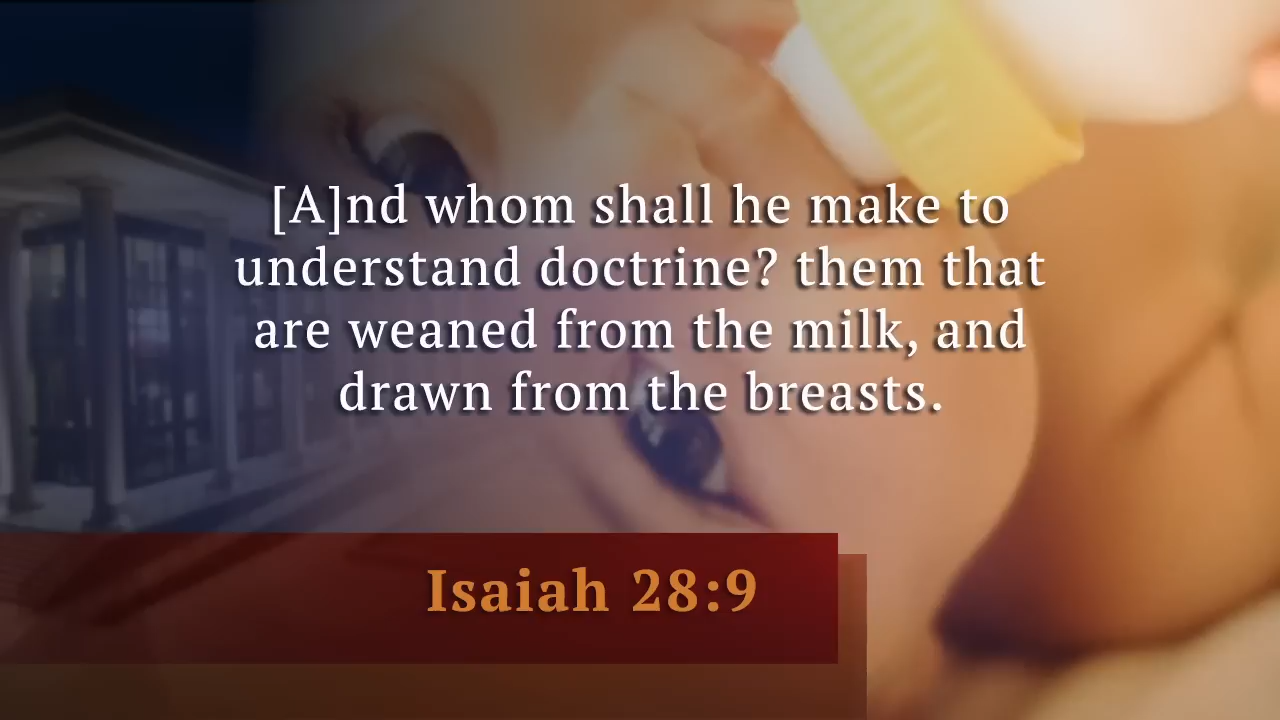 [A]nd whom shall he make to
understand doctrine? them that
are weaned from the milk, and
drawn from the breasts.
Isaiah 28:9